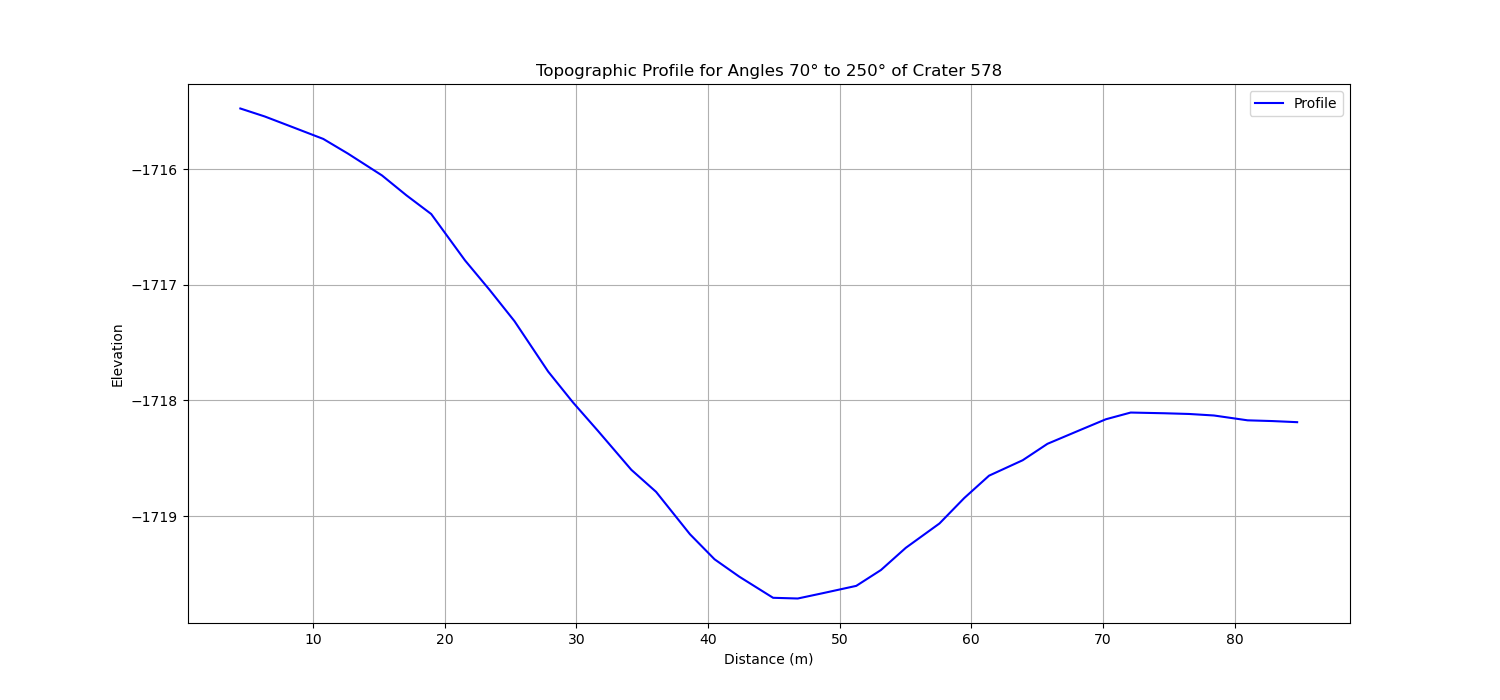 Topographic Profile for Angles 70° to 250° of Crater 578
Profile
−1716
−1717
−1718
−1719
Elevation
10 20 30 40 50 60 70 80
Distance (m)